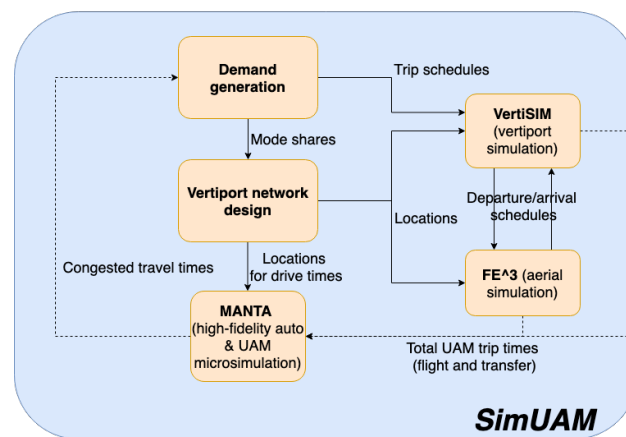 Demand
generation
Trip schedules
VertiSIM
(vertiport
simulation)
Mode shares
Vertiport network
design
Departure/arrival
schedules
Locations
Congested travel times
Locations
for drive times
FE^3 (aerial
simulation)
MANTA
(high-fidelity auto
& UAM
microsimulation)
Total UAM trip times
(flight and transfer)
SimUAM